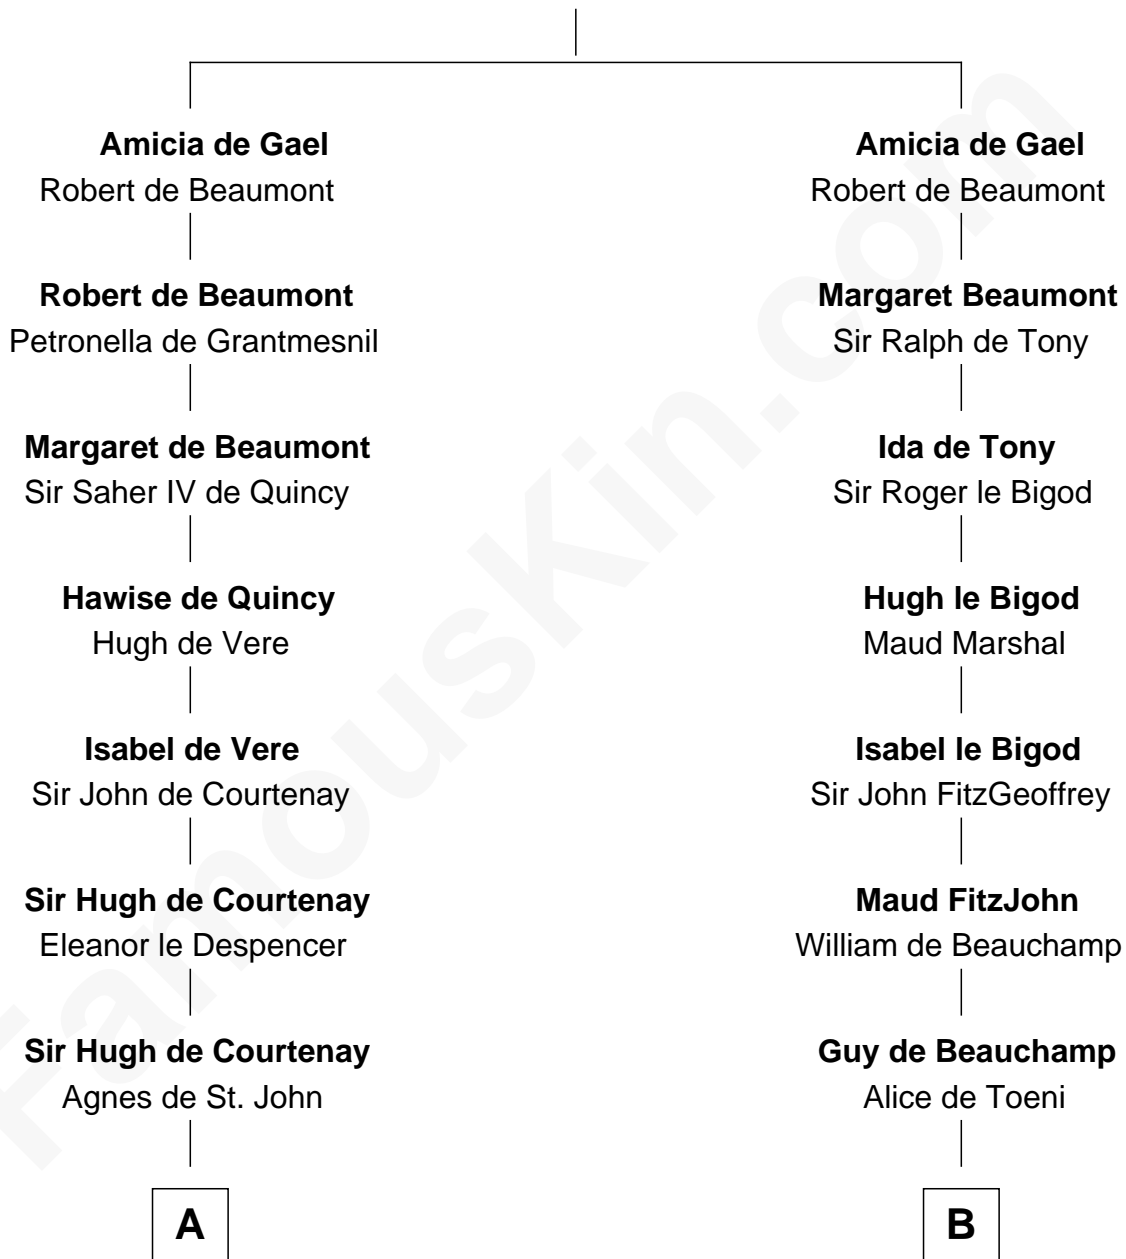 Amicia de Gael
Robert de Beaumont
Robert de Beaumont
Petronella de Grantmesnil
Margaret de Beaumont
Sir Saher IV de Quincy
Hawise de Quincy
Hugh de Vere
Isabel de Vere
Sir John de Courtenay
Sir Hugh de Courtenay
Eleanor le Despencer
Sir Hugh de Courtenay
Agnes de St. John
A
Amicia de Gael
Robert de Beaumont
Margaret Beaumont
Sir Ralph de Tony
Ida de Tony
Sir Roger le Bigod
Hugh le Bigod
Maud Marshal
Isabel le Bigod
Sir John FitzGeoffrey
Maud FitzJohn
William de Beauchamp
Guy de Beauchamp
Alice de Toeni
B
FamousKin.com